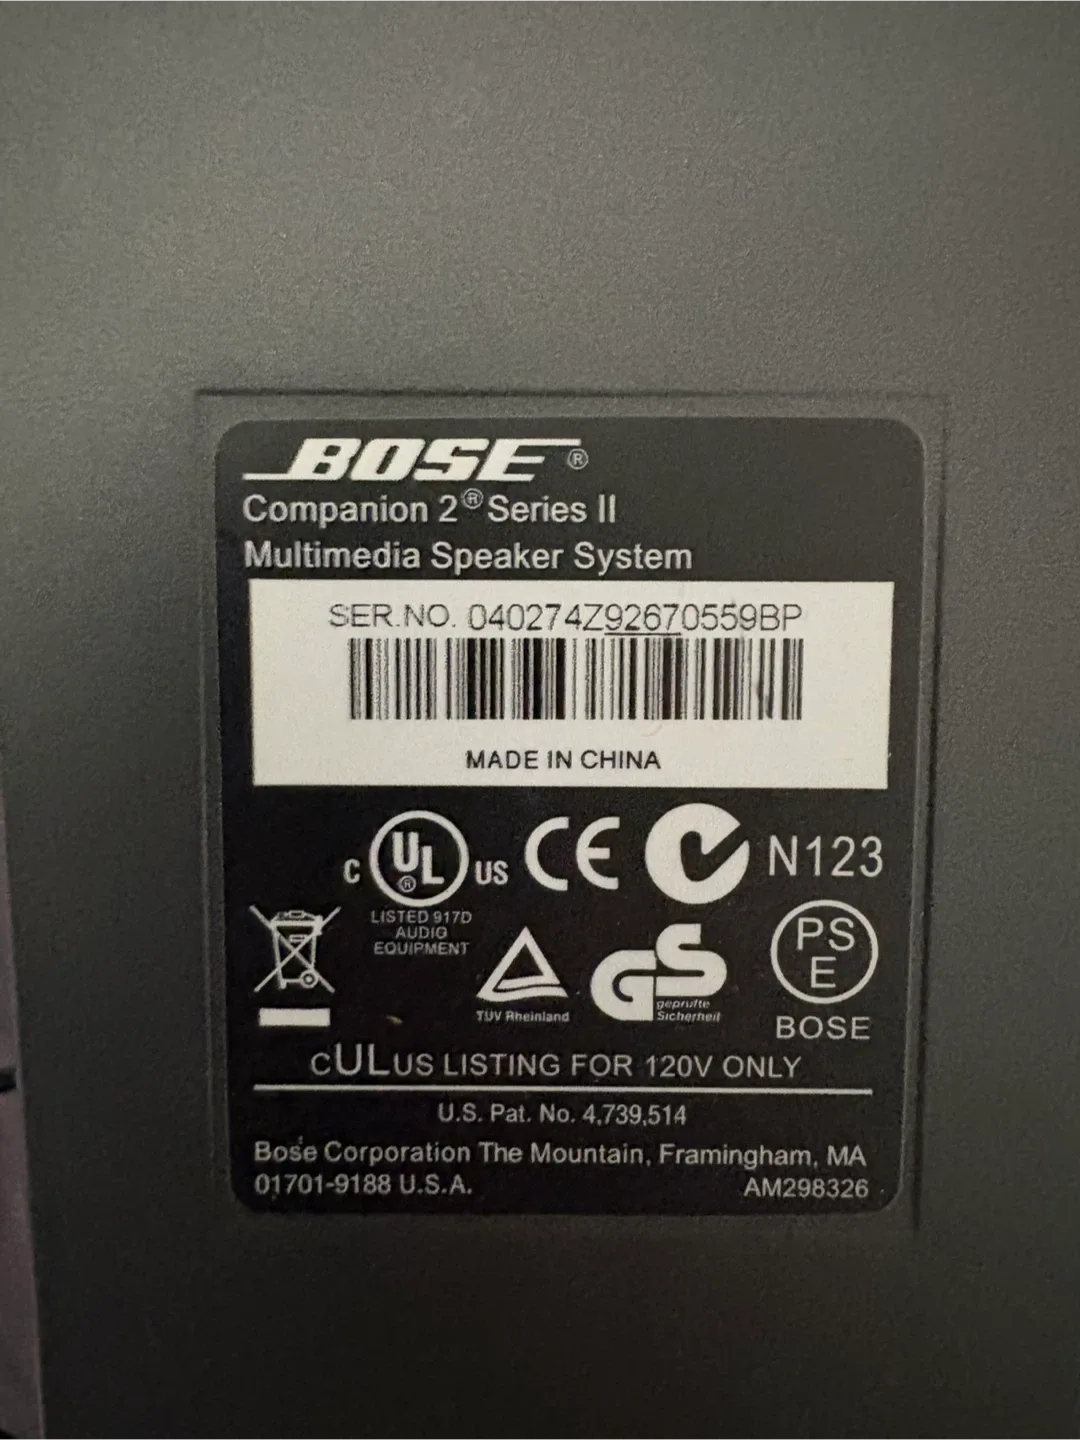 BOSE®
Companion 2® Series II
Multimedia Speaker System
SER.NO. 040274Z92670559BP
MADE IN CHINA
C UL® US CE N123
LISTED 917D
AUDIO
EQUIPMENT
TÜV Rheinland
GS geprüfte
Sicherheit
PS
E
BOSE
CULUS LISTING FOR 120V ONLY
U.S. Pat. No. 4,739,514
Bose Corporation The Mountain, Framingham, MA
01701-9188 U.S.A. AM298326